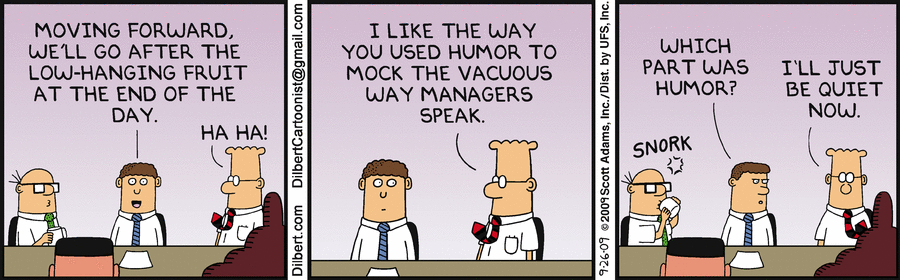 MOVING FORWARD,
WE'LL GO AFTER THE
LOW-HANGING FRUIT
AT THE END OF THE
DAY.
HA HA!
Dilbert.com DilbertCartoonist@gmail.com
I LIKE THE WAY
YOU USED HUMOR TO
MOCK THE VACUOUS
WAY MANAGERS
SPEAK.
9-26-09 ©2009 Scott Adams, Inc./Dist. by UFS, Inc.
SNORK
WHICH
PART WAS
HUMOR?
I'LL JUST
BE QUIET
NOW.